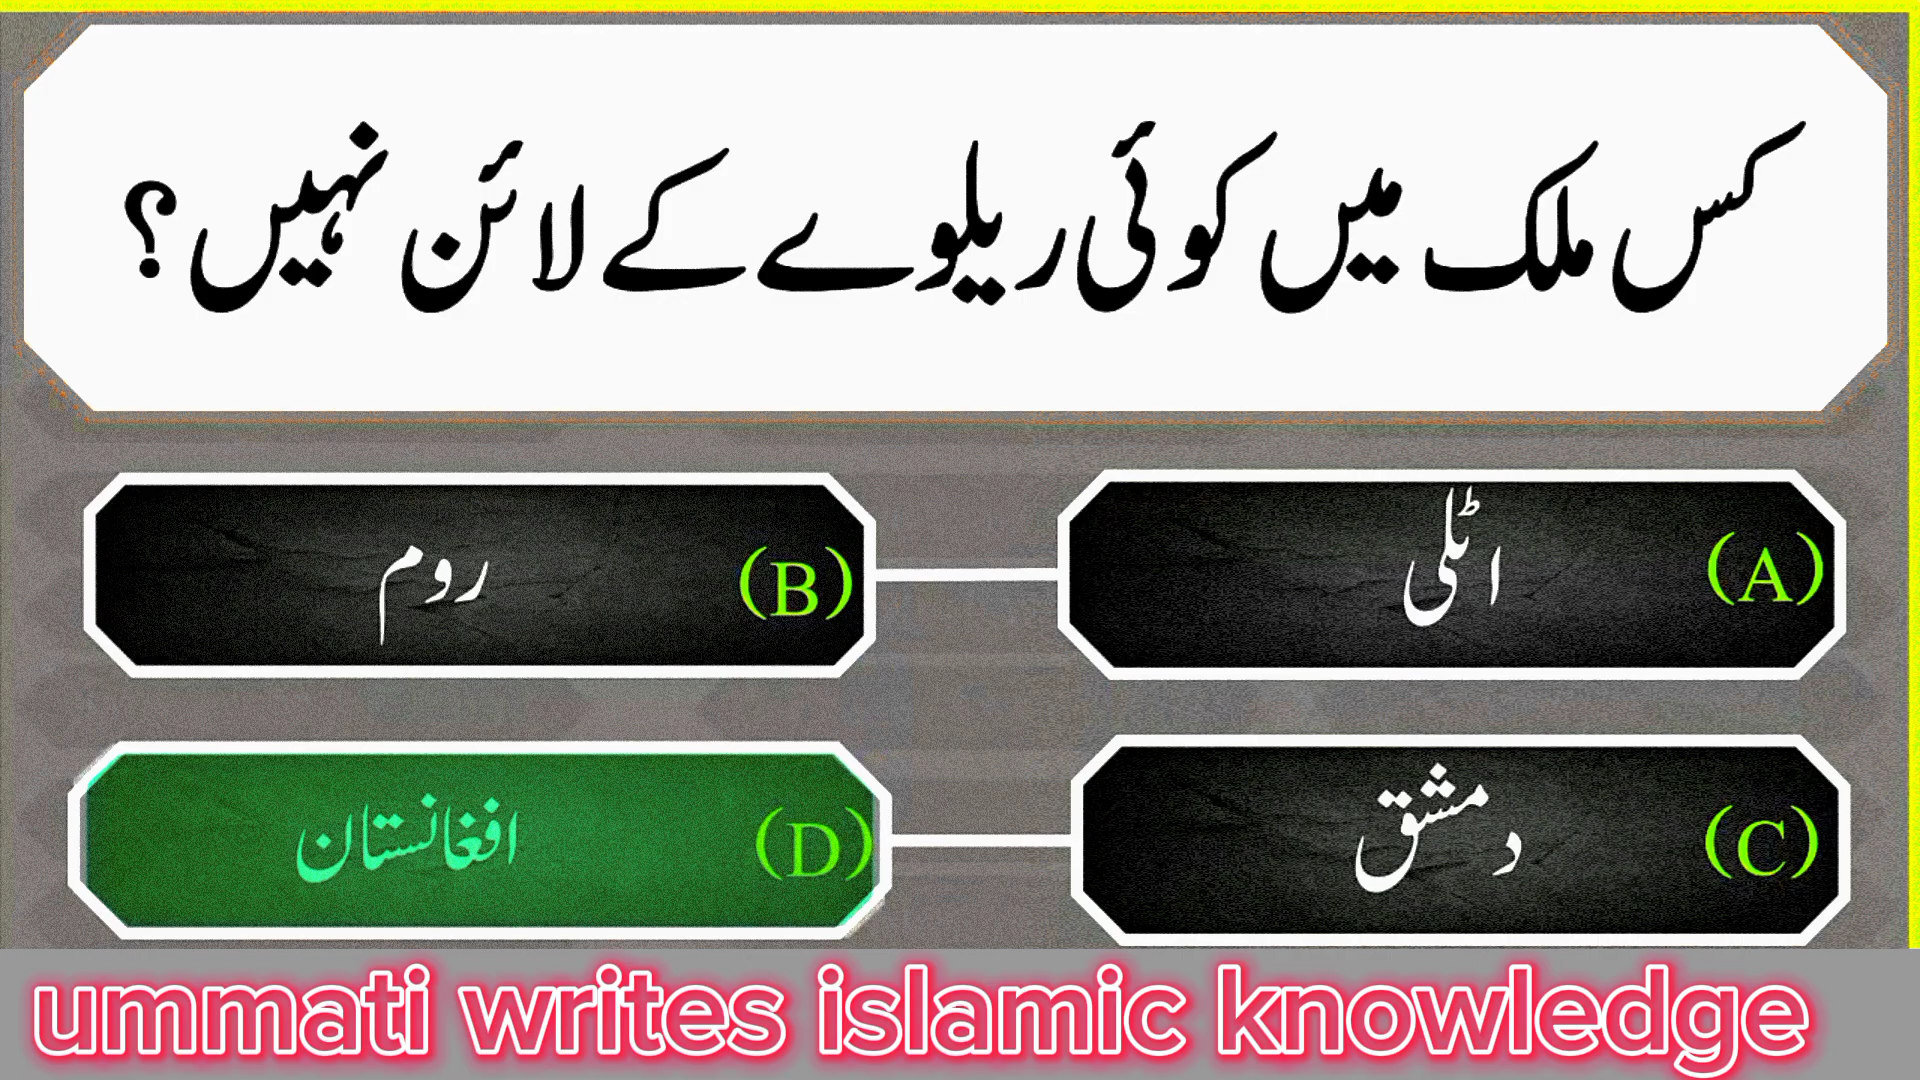 کس ملک میں کوئی ریلوے کے لائن نہیں؟
(A) اٹلی
(B) روم
(C) دمشق
(D) افغانستان
ummati writes islamic knowledge